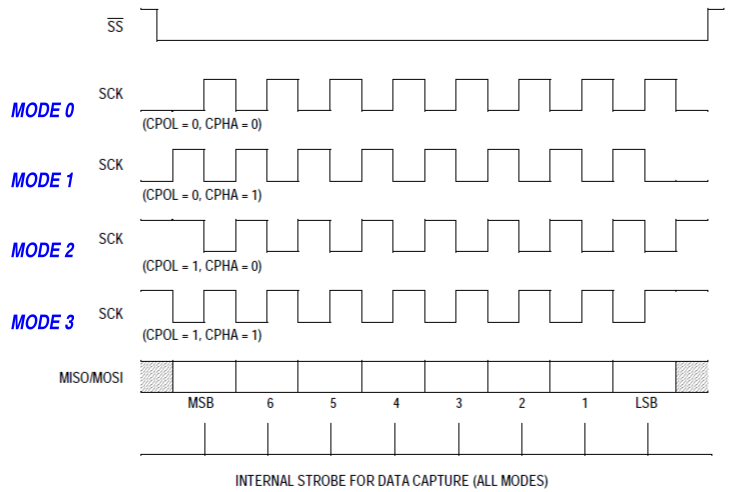 SS
SCK
MODE 0
(CPOL = 0, CPHA = 0)
SCK
MODE 1
(CPOL = 0, CPHA = 1)
SCK
MODE 2
(CPOL = 1, CPHA = 0)
SCK
MODE 3
(CPOL = 1, CPHA = 1)
MISO/MOSI
MSB 6 5 4 3 2 1 LSB
INTERNAL STROBE FOR DATA CAPTURE (ALL MODES)